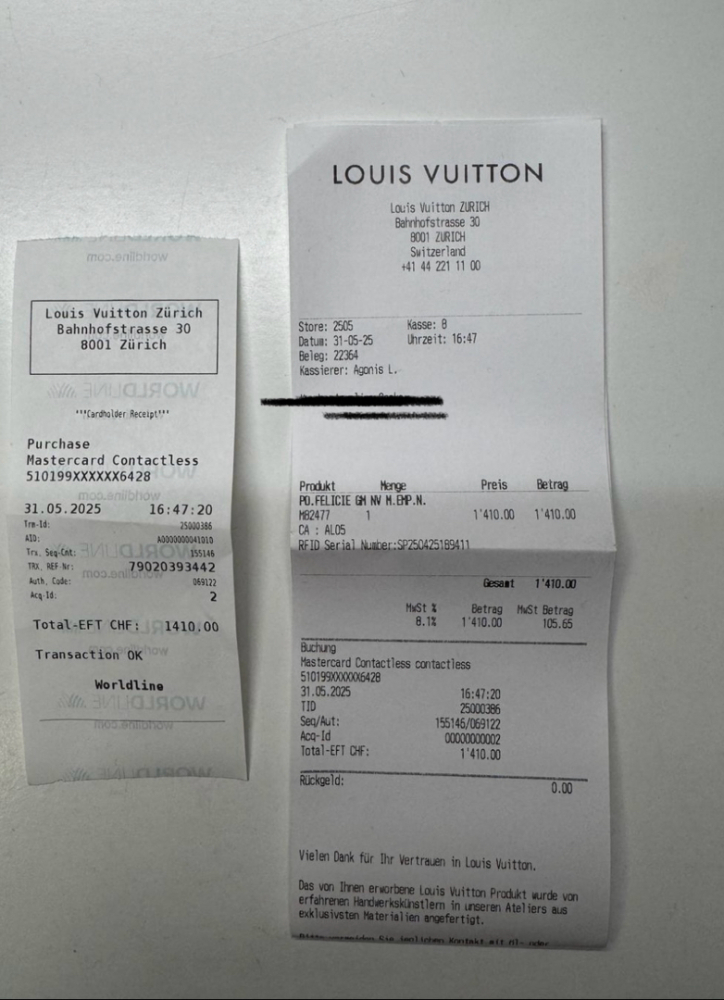 Louis Vuitton Zürich
Bahnhofstrasse 30
8001 Zürich
***Cardholder Receipt***
Purchase
Mastercard Contactless
510199XXXXXX6428
31.05.2025 16:47:20
Trm-Id: 25000386
AID: A0000000041010
Trx. Seq-Cnt: 155146
TRX. REF-Nr: 79020393442
Auth. Code: 069122
Acq-Id: 2
Total-EFT CHF: 1410.00
Transaction OK
Worldline
LOUIS VUITTON
Louis Vuitton ZURICH
Bahnhofstrasse 30
8001 ZURICH
Switzerland
+41 44 221 11 00
Store: 2505 Kasse: 8
Datum: 31-05-25 Uhrzeit: 16:47
Beleg: 22364
Kassierer: Agonis L.
Produkt Menge Preis Betrag
PO.FELICIE GM NV M.EMP.N.
M82477 1 1'410.00 1'410.00
CA : AL05
RFID Serial Number:SP250425189411
Gesamt 1'410.00
MwSt % Betrag MwSt Betrag
8.1% 1'410.00 105.65
Buchung
Mastercard Contactless contactless
510199XXXXXX6428
31.05.2025 16:47:20
TID 25000386
Seq/Aut: 155146/069122
Acq-Id 00000000002
Total-EFT CHF: 1'410.00
Rückgeld: 0.00
Vielen Dank für Ihr Vertrauen in Louis Vuitton.
Das von Ihnen erworbene Louis Vuitton Produkt wurde von
erfahrenen Handwerkskünstlern in unseren Ateliers aus
exklusivsten Materialien angefertigt.